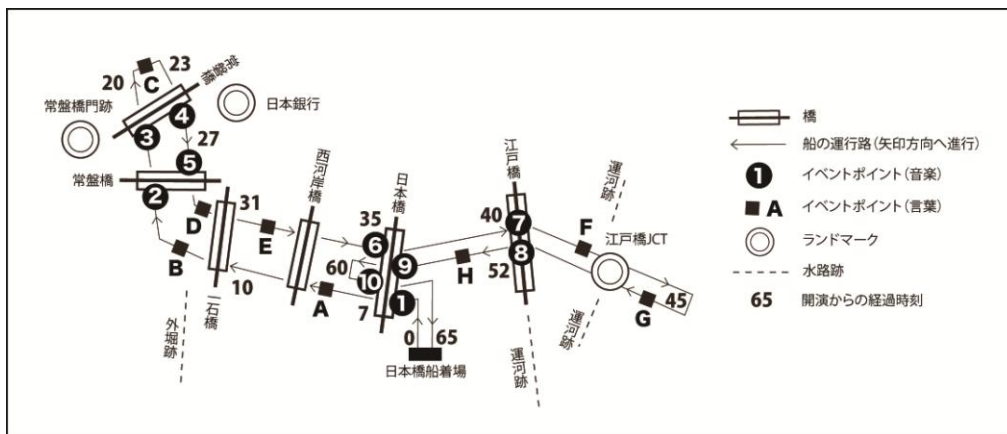 23
20
C
常磐橋
4
3
日本銀行
常盤橋門跡
27
5
常盤橋
2
31
D
E
B
10
一石橋
外堀跡
西河岸橋
日本橋
35
6
60
9
10
A
7
1
0
65
日本橋船着場
江戸橋
40
7
8
52
H
運河跡
F
江戸橋JCT
45
G
運河跡
運河跡
橋
船の運行路(矢印方向へ進行)
1 イベントポイント(音楽)
A イベントポイント(言葉)
ランドマーク
水路跡
65 開演からの経過時刻